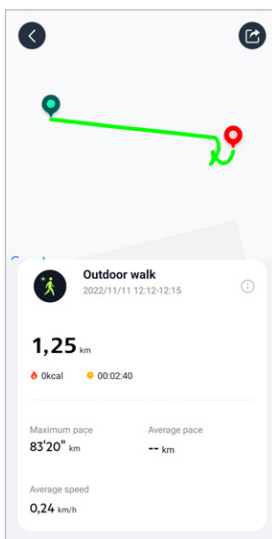 Outdoor walk
2022/11/11 12:12-12:15
1,25 km
0kcal 00:02:40
Maximum pace Average pace
83'20" km -- km
Average speed
0,24 km/h